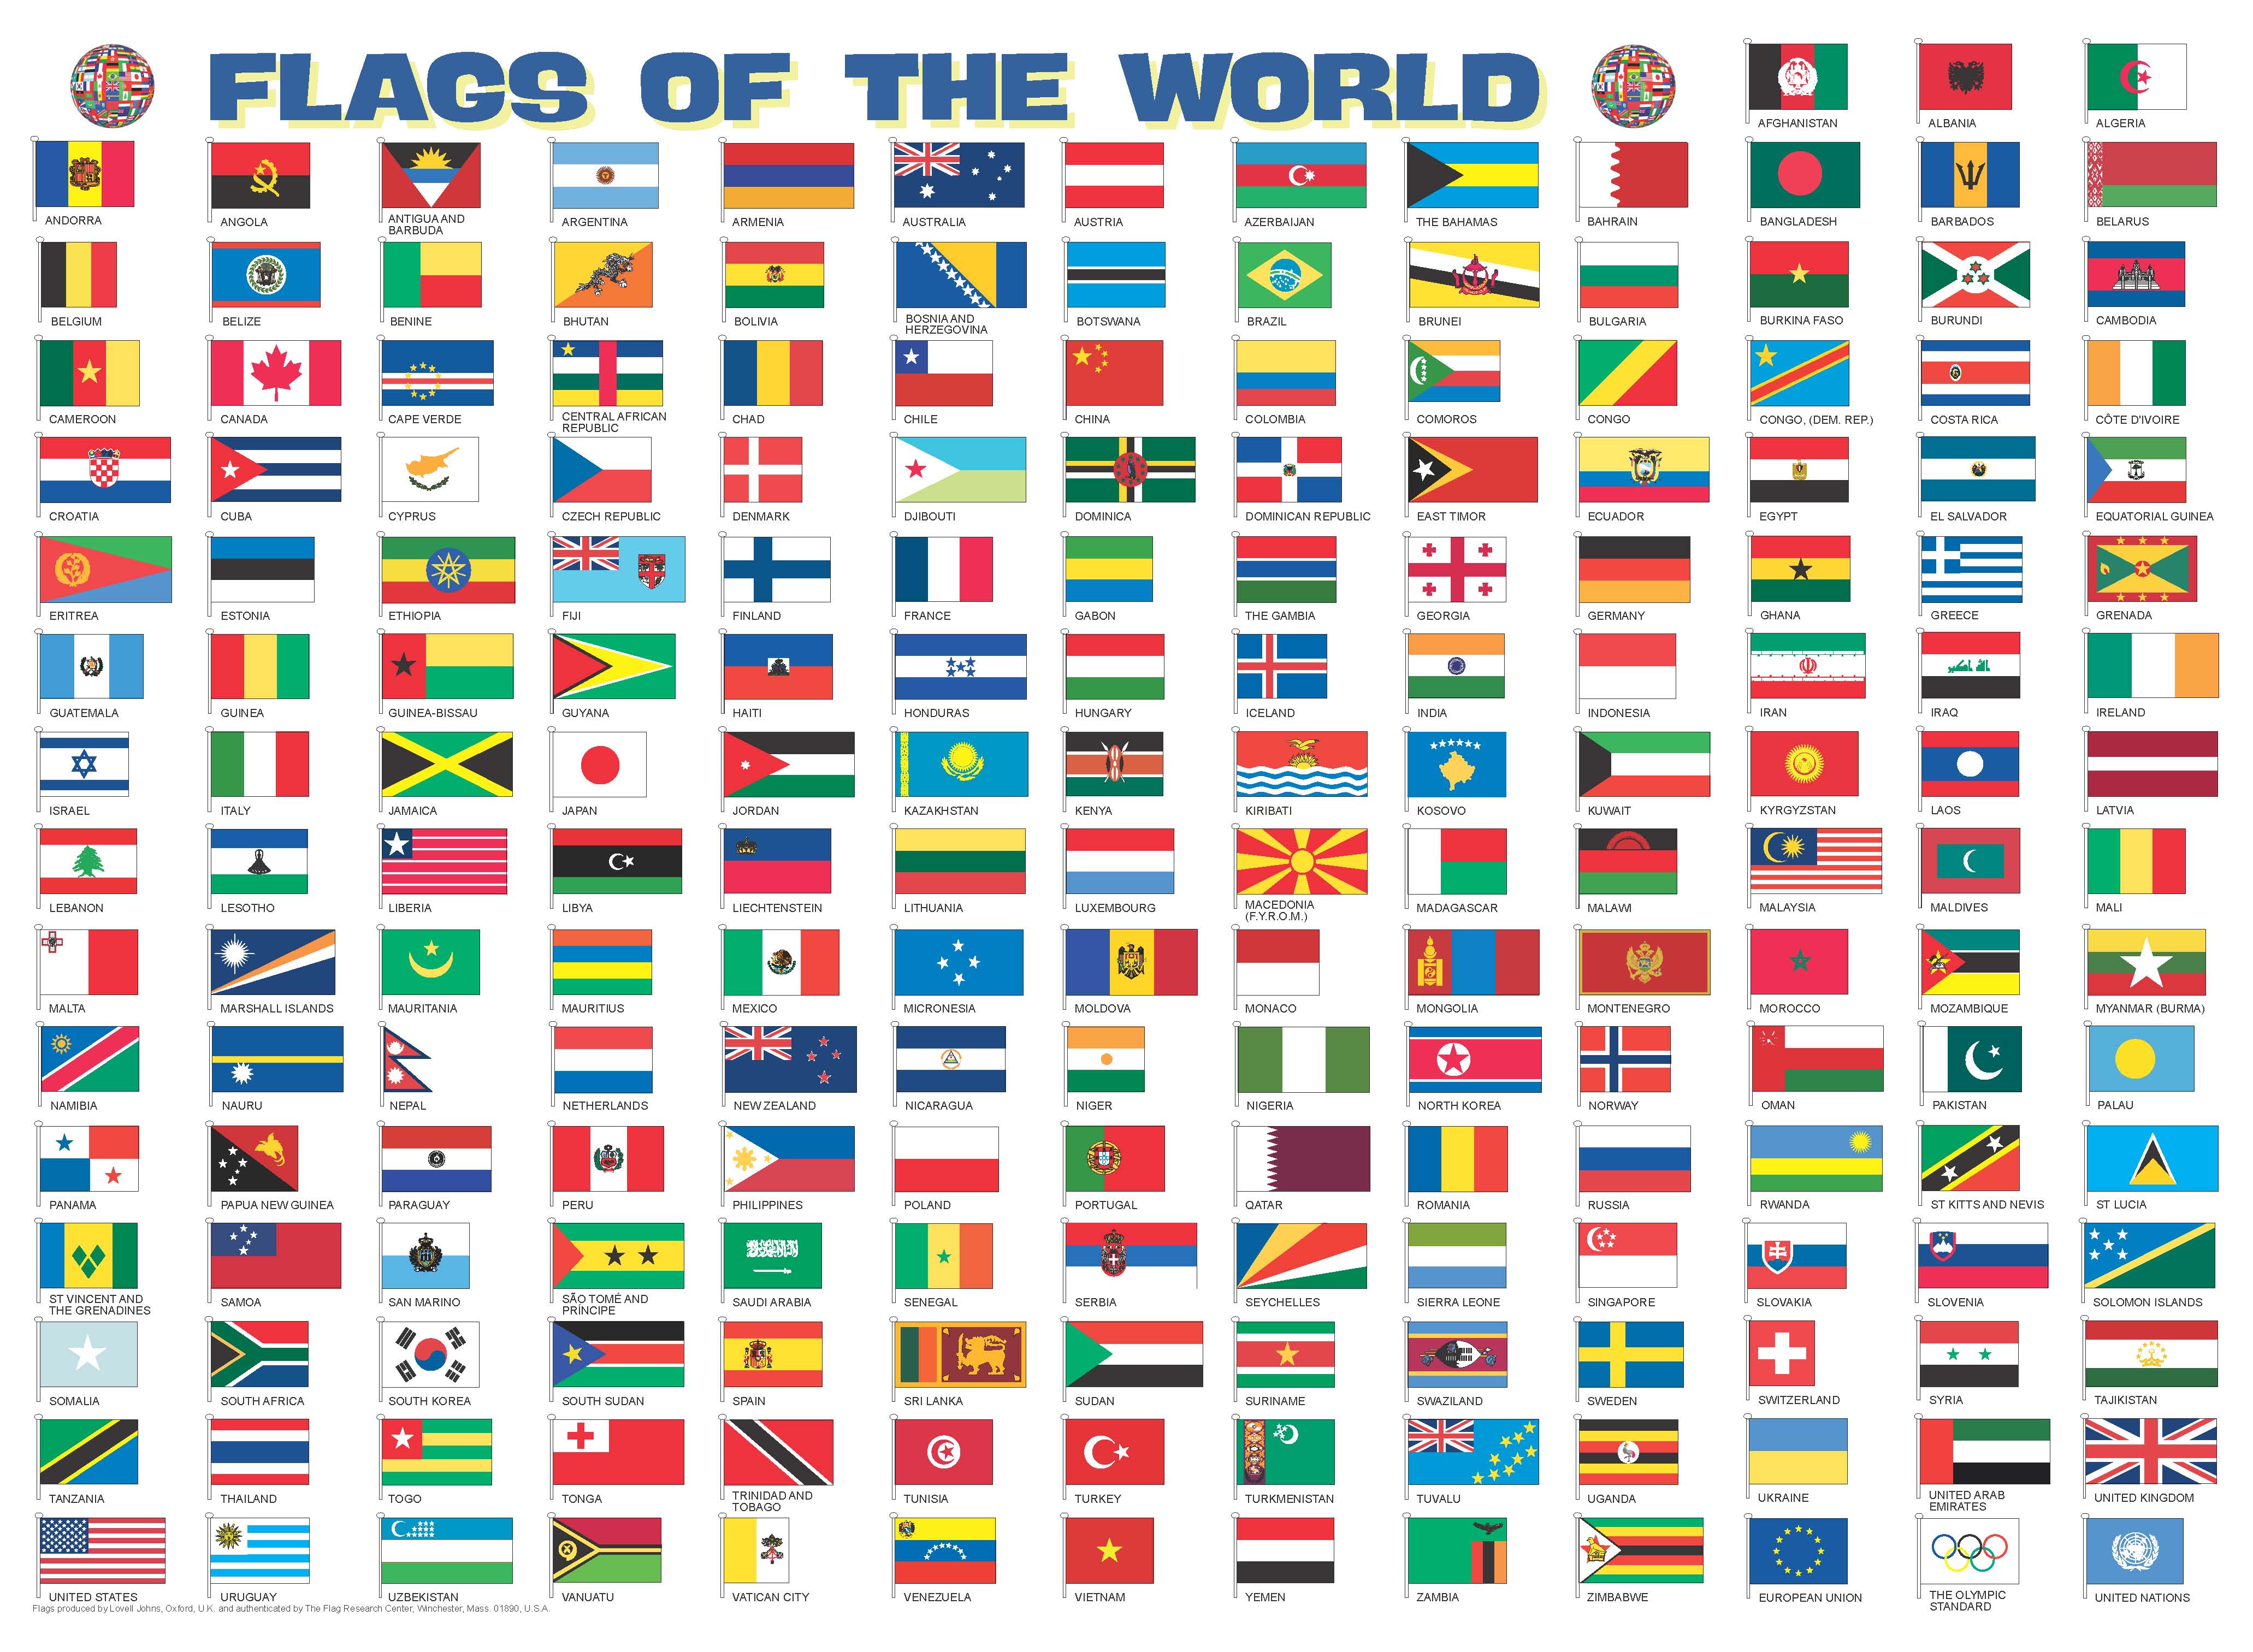 FLAGS OF THE WORLD
AFGHANISTAN
ALBANIA
ALGERIA
ANDORRA
ANGOLA
ANTIGUA AND
BARBUDA
ARGENTINA
ARMENIA
AUSTRALIA
AUSTRIA
AZERBAIJAN
THE BAHAMAS
BAHRAIN
BANGLADESH
BARBADOS
BELARUS
BELGIUM
BELIZE
BENINE
BHUTAN
BOLIVIA
BOSNIA AND
HERZEGOVINA
BOTSWANA
BRAZIL
BRUNEI
BULGARIA
BURKINA FASO
BURUNDI
CAMBODIA
CAMEROON
CANADA
CAPE VERDE
CENTRAL AFRICAN
REPUBLIC
CHAD
CHILE
CHINA
COLOMBIA
COMOROS
CONGO
CONGO, (DEM. REP.)
COSTA RICA
CÔTE D'IVOIRE
CROATIA
CUBA
CYPRUS
CZECH REPUBLIC
DENMARK
DJIBOUTI
DOMINICA
DOMINICAN REPUBLIC
EAST TIMOR
ECUADOR
EGYPT
EL SALVADOR
EQUATORIAL GUINEA
ERITREA
ESTONIA
ETHIOPIA
FIJI
FINLAND
FRANCE
GABON
THE GAMBIA
GEORGIA
GERMANY
GHANA
GREECE
GRENADA
GUATEMALA
GUINEA
GUINEA-BISSAU
GUYANA
HAITI
HONDURAS
HUNGARY
ICELAND
INDIA
INDONESIA
IRAN
IRAQ
IRELAND
ISRAEL
ITALY
JAMAICA
JAPAN
JORDAN
KAZAKHSTAN
KENYA
KIRIBATI
KOSOVO
KUWAIT
KYRGYZSTAN
LAOS
LATVIA
LEBANON
LESOTHO
LIBERIA
LIBYA
LIECHTENSTEIN
LITHUANIA
LUXEMBOURG
MACEDONIA
(F.Y.R.O.M.)
MADAGASCAR
MALAWI
MALAYSIA
MALDIVES
MALI
MALTA
MARSHALL ISLANDS
MAURITANIA
MAURITIUS
MEXICO
MICRONESIA
MOLDOVA
MONACO
MONGOLIA
MONTENEGRO
MOROCCO
MOZAMBIQUE
MYANMAR (BURMA)
NAMIBIA
NAURU
NEPAL
NETHERLANDS
NEW ZEALAND
NICARAGUA
NIGER
NIGERIA
NORTH KOREA
NORWAY
OMAN
PAKISTAN
PALAU
PANAMA
PAPUA NEW GUINEA
PARAGUAY
PERU
PHILIPPINES
POLAND
PORTUGAL
QATAR
ROMANIA
RUSSIA
RWANDA
ST KITTS AND NEVIS
ST LUCIA
ST VINCENT AND
THE GRENADINES
SAMOA
SAN MARINO
SÃO TOMÉ AND
PRÍNCIPE
SAUDI ARABIA
SENEGAL
SERBIA
SEYCHELLES
SIERRA LEONE
SINGAPORE
SLOVAKIA
SLOVENIA
SOLOMON ISLANDS
SOMALIA
SOUTH AFRICA
SOUTH KOREA
SOUTH SUDAN
SPAIN
SRI LANKA
SUDAN
SURINAME
SWAZILAND
SWEDEN
SWITZERLAND
SYRIA
TAJIKISTAN
TANZANIA
THAILAND
TOGO
TONGA
TRINIDAD AND
TOBAGO
TUNISIA
TURKEY
TURKMENISTAN
TUVALU
UGANDA
UKRAINE
UNITED ARAB
EMIRATES
UNITED KINGDOM
UNITED STATES
URUGUAY
UZBEKISTAN
VANUATU
VATICAN CITY
VENEZUELA
VIETNAM
YEMEN
ZAMBIA
ZIMBABWE
EUROPEAN UNION
THE OLYMPIC
STANDARD
UNITED NATIONS
Flags produced by Lovell Johns, Oxford, U.K. and authenticated by The Flag Research Center, Winchester, Mass. 01890, U.S.A.